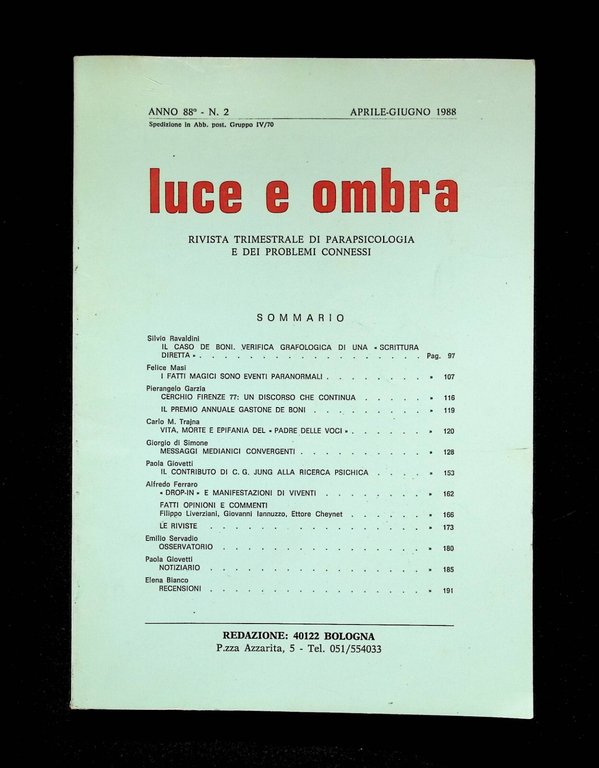 ANNO 88° - N. 2 APRILE-GIUGNO 1988
Spedizione in Abb. post. Gruppo IV/70
luce e ombra
RIVISTA TRIMESTRALE DI PARAPSICOLOGIA
E DEI PROBLEMI CONNESSI
SOMMARIO
Silvio Ravaldini
IL CASO DE BONI. VERIFICA GRAFOLOGICA DI UNA « SCRITTURA
DIRETTA » . . . . . . . . . . . . . . . . . . Pag. 97
Felice Masi
I FATTI MAGICI SONO EVENTI PARANORMALI . . . . . . . . » 107
Pierangelo Garzia
CERCHIO FIRENZE 77: UN DISCORSO CHE CONTINUA . . . . . » 116
IL PREMIO ANNUALE GASTONE DE BONI . . . . . . . . . » 119
Carlo M. Trajna
VITA, MORTE E EPIFANIA DEL « PADRE DELLE VOCI » . . . . . . » 120
Giorgio di Simone
MESSAGGI MEDIANICI CONVERGENTI . . . . . . . . . . » 128
Paola Giovetti
IL CONTRIBUTO DI C. G. JUNG ALLA RICERCA PSICHICA . . . . . » 153
Alfredo Ferraro
« DROP-IN » E MANIFESTAZIONI DI VIVENTI . . . . . . . . » 162
FATTI OPINIONI E COMMENTI
Filippo Liverziani, Giovanni Iannuzzo, Ettore Cheynet . . . . . . » 166
LE RIVISTE . . . . . . . . . . . . . . . . . » 173
Emilio Servadio
OSSERVATORIO . . . . . . . . . . . . . . . . » 180
Paola Giovetti
NOTIZIARIO . . . . . . . . . . . . . . . . . » 185
Elena Bianco
RECENSIONI . . . . . . . . . . . . . . . . . » 191
REDAZIONE: 40122 BOLOGNA
P.zza Azzarita, 5 - Tel. 051/554033